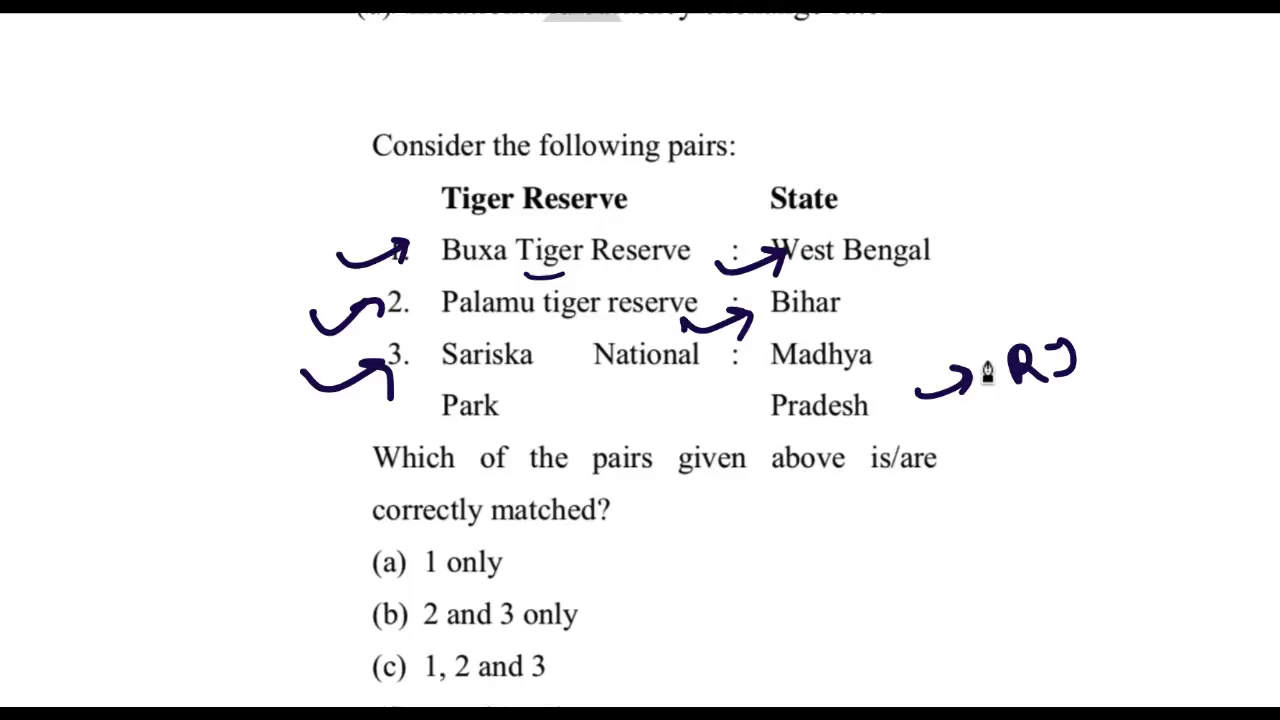 Consider the following pairs:
Tiger Reserve State
1. Buxa Tiger Reserve : West Bengal
2. Palamu tiger reserve : Bihar
3. Sariska National : Madhya RJ
Park Pradesh
Which of the pairs given above is/are
correctly matched?
(a) 1 only
(b) 2 and 3 only
(c) 1, 2 and 3